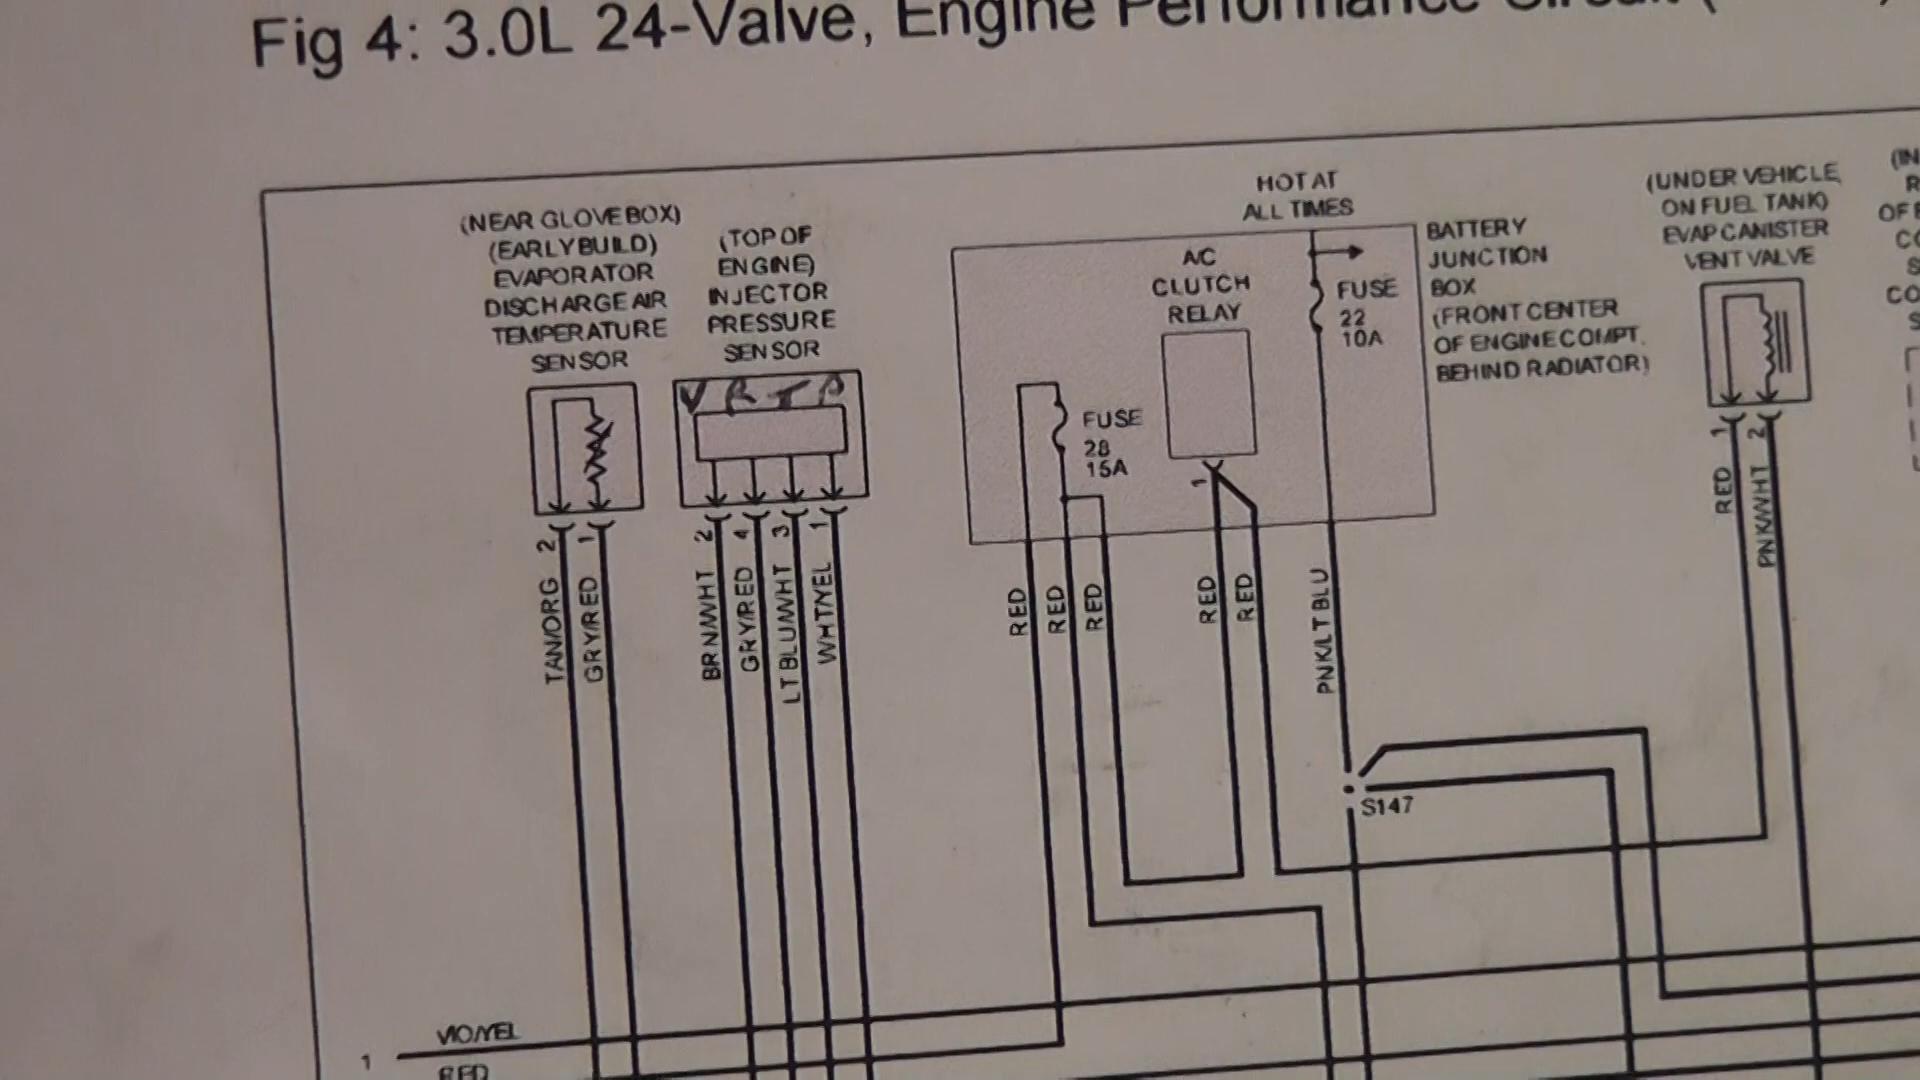 Fig 4: 3.0L 24-Valve, Engine Performance Circuit (
(NEAR GLOVE BOX)
(EARLY BUILD)
EVAPORATOR
DISCHARGE AIR
TEMPERATURE
SENSOR
(TOP OF
ENGINE)
INJECTOR
PRESSURE
SENSOR
V R T P
HOT AT
ALL TIMES
A/C
CLUTCH
RELAY
FUSE
22
10A
BATTERY
JUNCTION
BOX
(FRONT CENTER
OF ENGINE COMPT.
BEHIND RADIATOR)
(UNDER VEHICLE,
ON FUEL TANK)
EVAP CANISTER
VENT VALVE
FUSE
28
15A
2
1
2
4
3
1
1
1
2
TAN/ORG
GRY/RED
BRN/WHT
GRY/RED
LT BLU/WHT
WHT/YEL
RED
RED
RED
RED
RED
PNK/LT BLU
RED
PNK/WHT
S147
1
VIO/YEL
RED